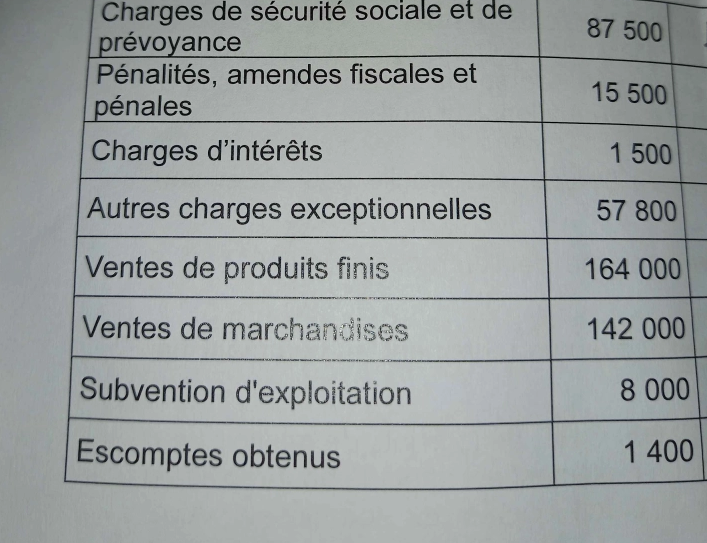 Charges de sécurité sociale et de
prévoyance
87 500
Pénalités, amendes fiscales et
pénales
15 500
Charges d'intérêts
1 500
Autres charges exceptionnelles
57 800
Ventes de produits finis
164 000
Ventes de marchandises
142 000
Subvention d'exploitation
8 000
Escomptes obtenus
1 400